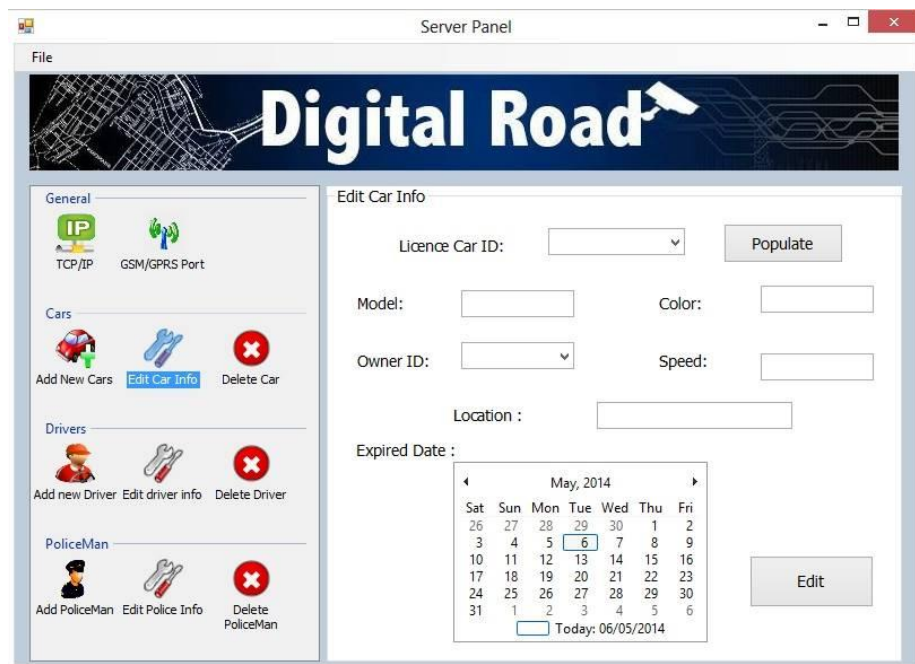 Server Panel
File
Digital Road
General
IP
TCP/IP GSM/GPRS Port
Cars
Add New Cars Edit Car Info Delete Car
Drivers
Add new Driver Edit driver info Delete Driver
PoliceMan
Add PoliceMan Edit Police Info Delete
PoliceMan
Edit Car Info
Licence Car ID: Populate
Model: Color:
Owner ID: Speed:
Location :
Expired Date :
May, 2014
Sat Sun Mon Tue Wed Thu Fri
26 27 28 29 30 1 2
3 4 5 6 7 8 9
10 11 12 13 14 15 16
17 18 19 20 21 22 23
24 25 26 27 28 29 30
31 1 2 3 4 5 6
Today: 06/05/2014
Edit